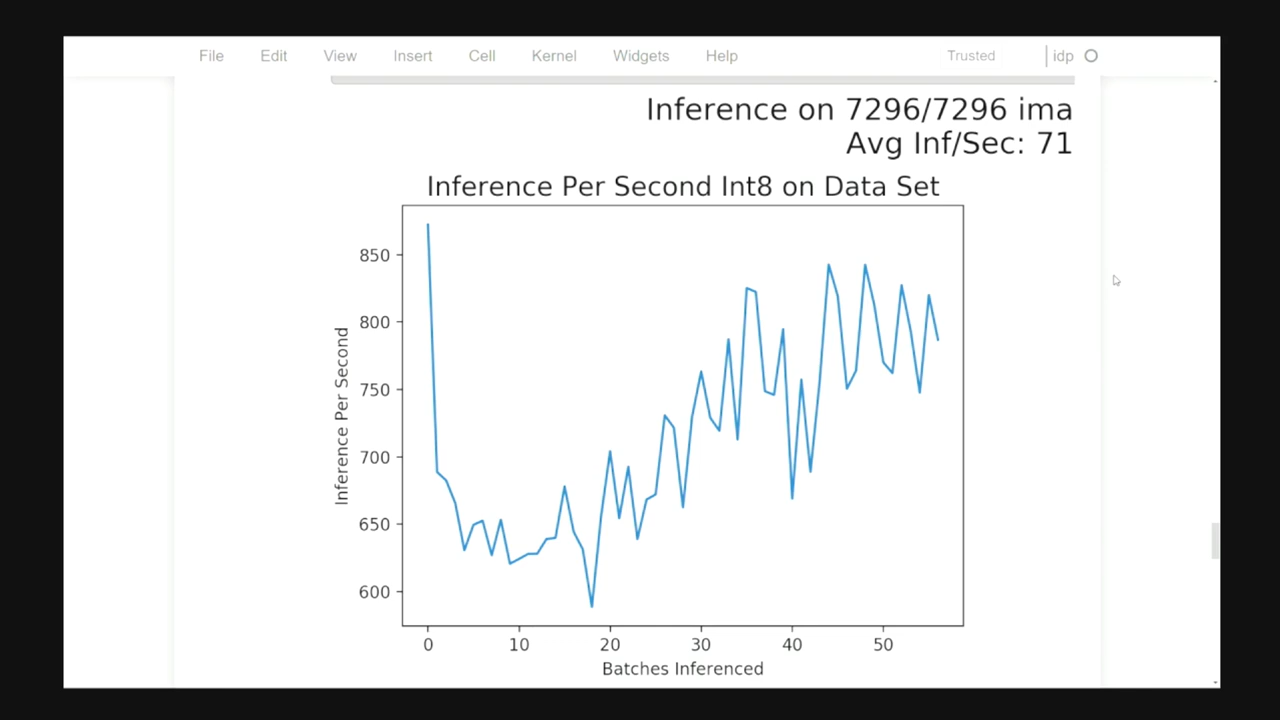 File Edit View Insert Cell Kernel Widgets Help Trusted idp
Inference on 7296/7296 ima
Avg Inf/Sec: 71
Inference Per Second Int8 on Data Set
850
800
750
700
650
600
Inference Per Second
0 10 20 30 40 50
Batches Inferenced